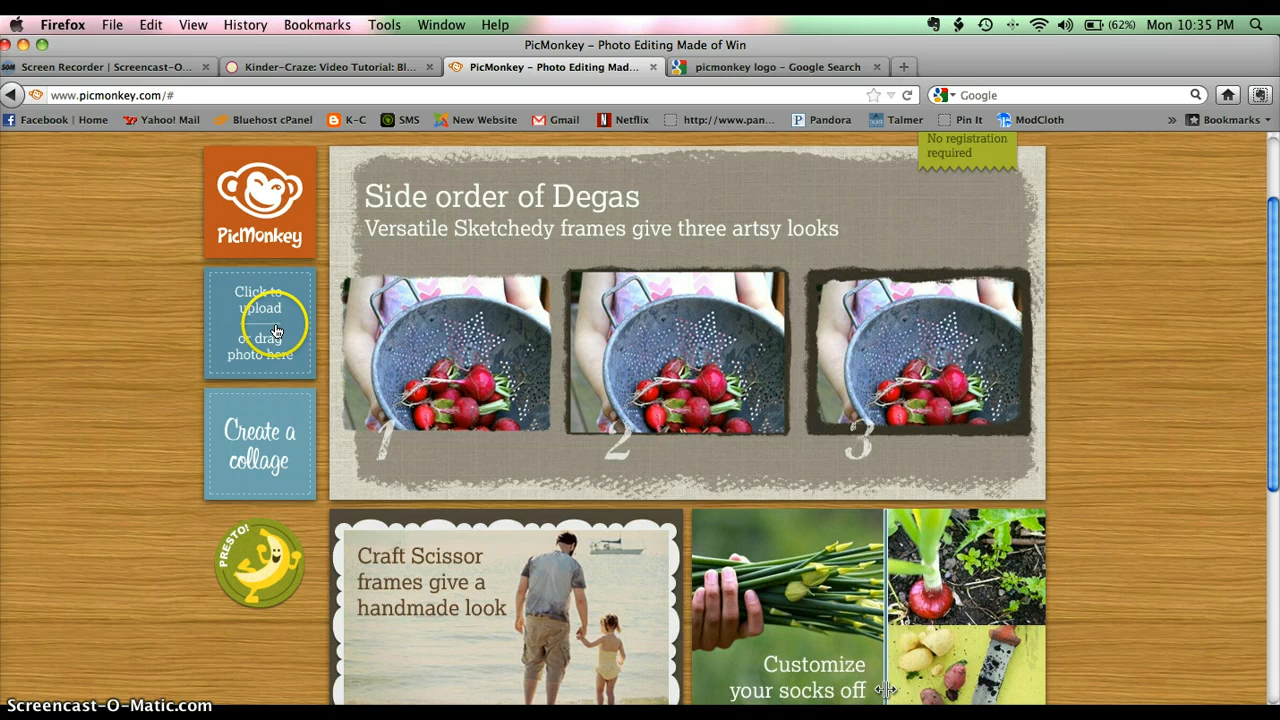 Firefox File Edit View History Bookmarks Tools Window Help (62%) Mon 10:35 PM
PicMonkey – Photo Editing Made of Win
Screen Recorder | Screencast-O... Kinder-Craze: Video Tutorial: Bl... PicMonkey – Photo Editing Mad... picmonkey logo – Google Search
www.picmonkey.com/# Google
Facebook | Home Yahoo! Mail Bluehost cPanel K-C SMS New Website Gmail Netflix http://www.pan... Pandora Talmer Pin It ModCloth » Bookmarks
No registration
required
PicMonkey
Click to
upload
or drag
photo here
Create a
collage
PRESTO!
Side order of Degas
Versatile Sketchedy frames give three artsy looks
1 2 3
Craft Scissor
frames give a
handmade look
Customize
your socks off
Screencast-O-Matic.com